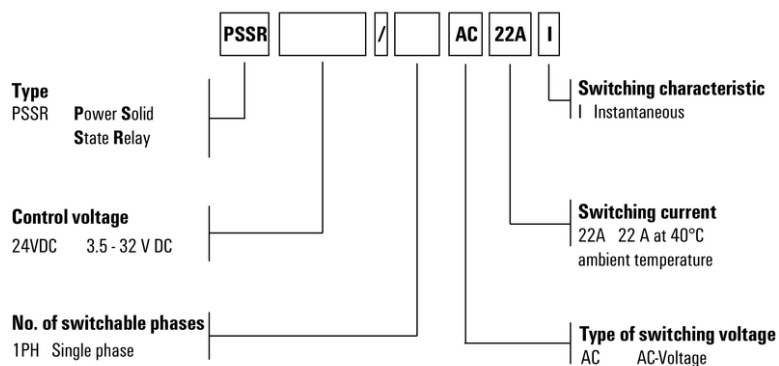 PSSR / AC 22A I
Type
PSSR Power Solid
State Relay
Control voltage
24VDC 3.5 - 32 V DC
No. of switchable phases
1PH Single phase
Switching characteristic
I Instantaneous
Switching current
22A 22 A at 40°C
ambient temperature
Type of switching voltage
AC AC-Voltage